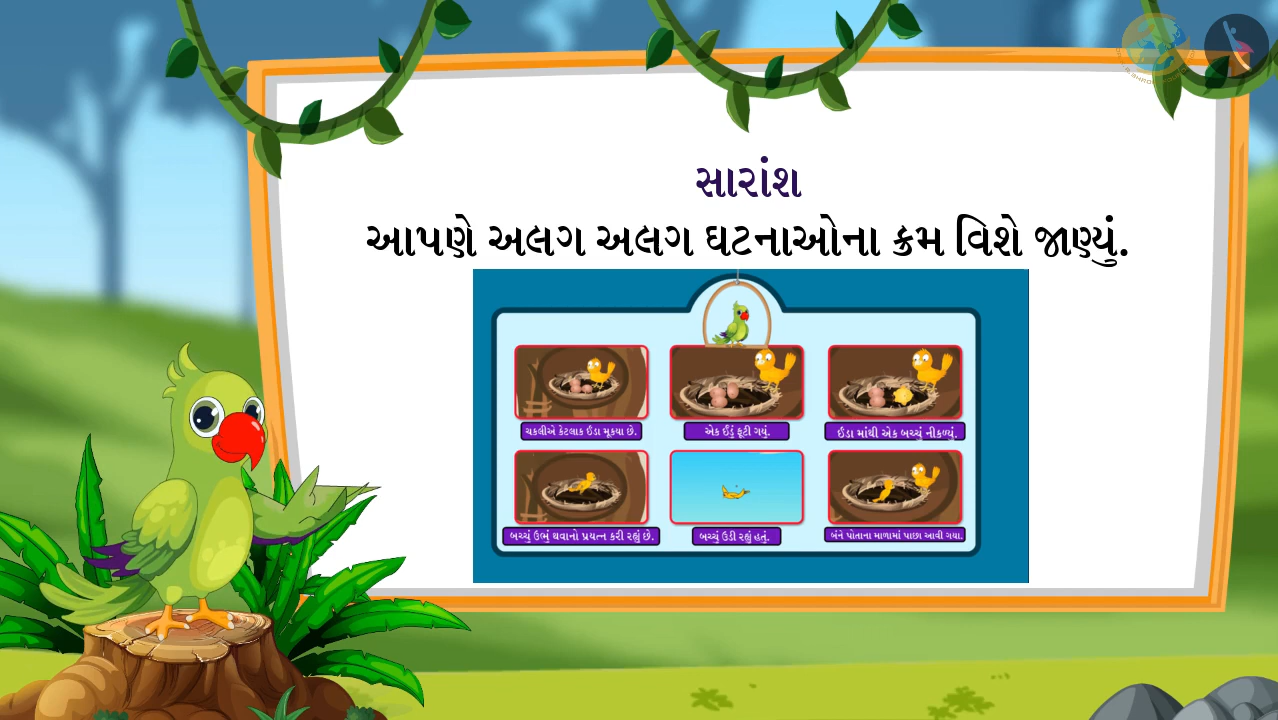 સારાંશ
આપણે અલગ અલગ ઘટનાઓના ક્રમ વિશે જાણ્યું.
ચકલીએ કેટલાક ઈંડા મૂક્યા છે.
એક ઈંડું ફૂટી ગયું.
ઈંડા માંથી એક બચ્ચું નીકળ્યું.
બચ્ચું ઉભું થવાનો પ્રયત્ન કરી રહ્યું છે.
બચ્ચું ઉડી રહ્યું હતું.
બંને પોતાના માળામાં પાછા આવી ગયા.